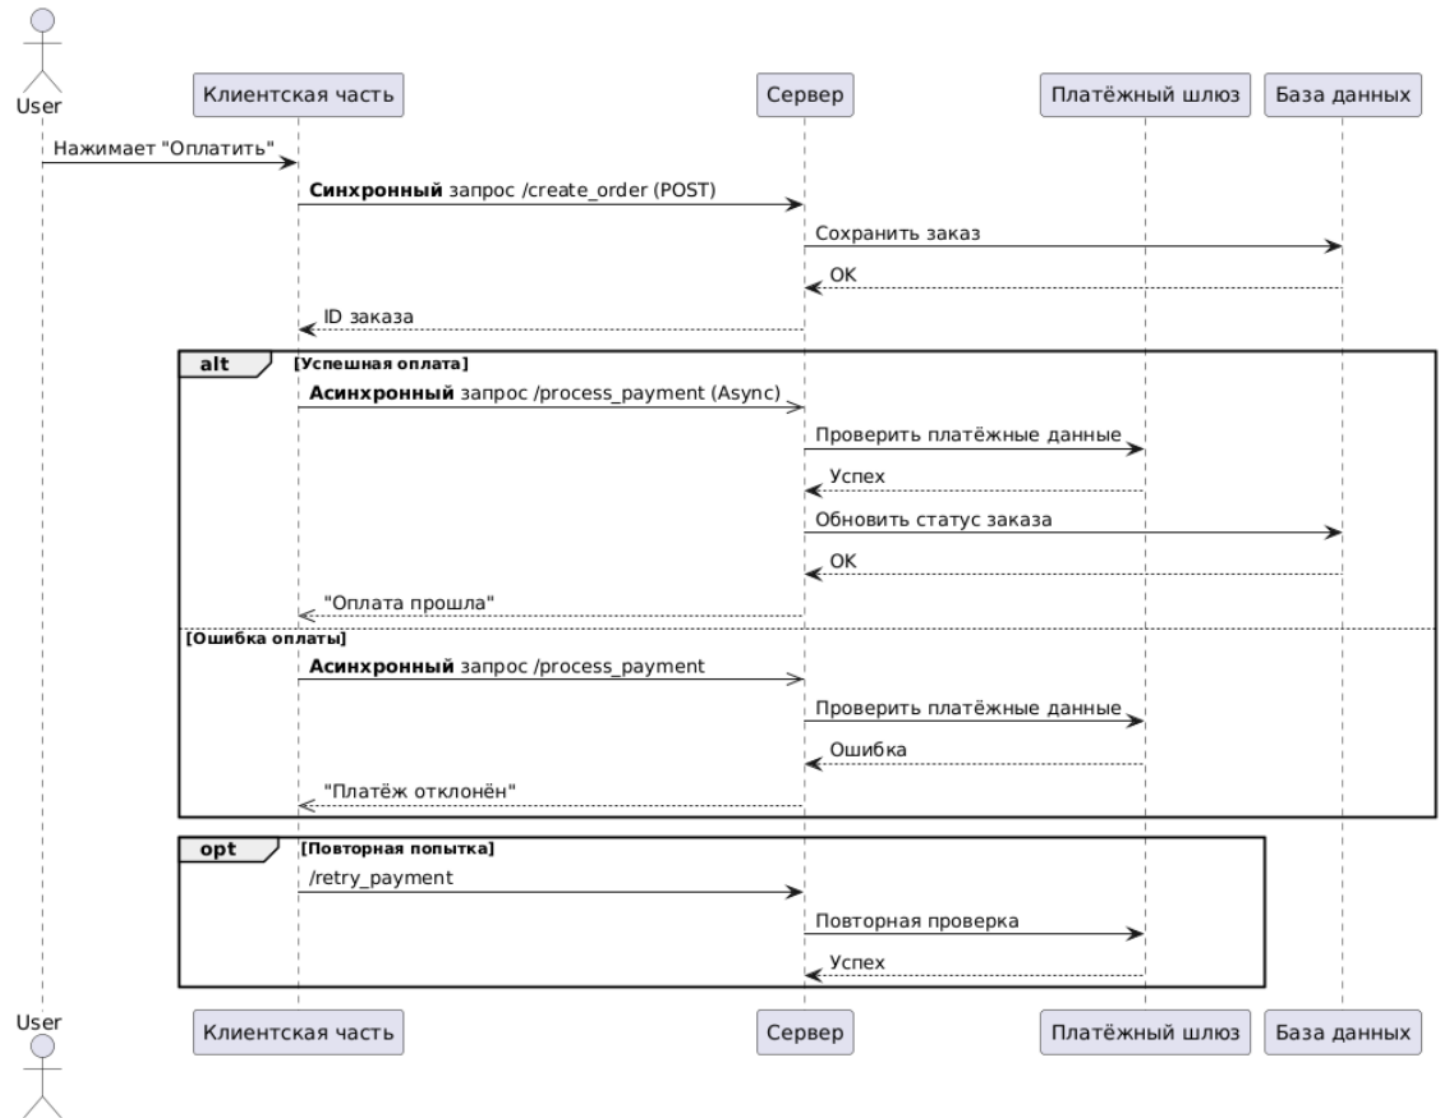 User
Клиентская часть
Сервер
Платёжный шлюз
База данных
Нажимает "Оплатить"
Синхронный запрос /create_order (POST)
Сохранить заказ
OK
ID заказа
alt [Успешная оплата]
Асинхронный запрос /process_payment (Async)
Проверить платёжные данные
Успех
Обновить статус заказа
OK
"Оплата прошла"
[Ошибка оплаты]
Асинхронный запрос /process_payment
Проверить платёжные данные
Ошибка
"Платёж отклонён"
opt [Повторная попытка]
/retry_payment
Повторная проверка
Успех
User
Клиентская часть
Сервер
Платёжный шлюз
База данных